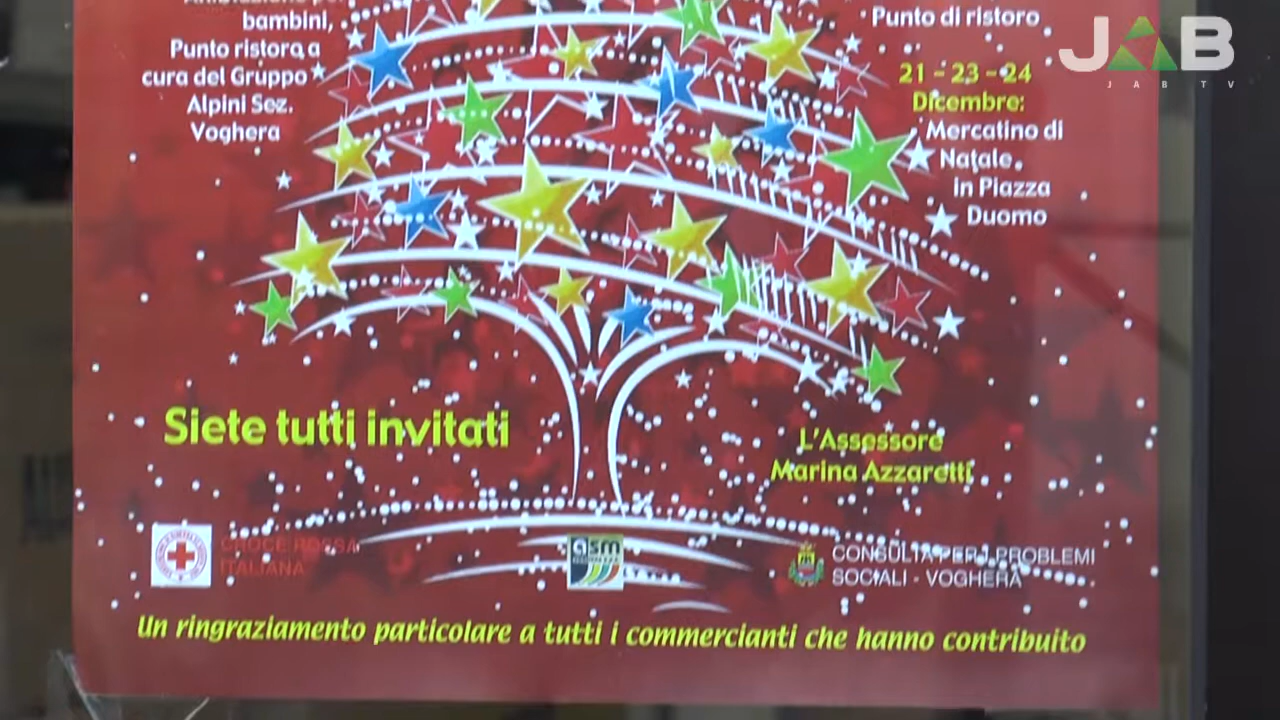 bambini,
Punto ristoro a
cura del Gruppo
Alpini Sez.
Voghera
Punto di ristoro
21 - 23 - 24
Dicembre:
Mercatino di
Natale
in Piazza
Duomo
JAB
JAB TV
Siete tutti invitati
L'Assessore
Marina Azzaretti
CROCE ROSSA
ITALIANA
asm
CONSULTA PER I PROBLEMI
SOCIALI - VOGHERA
Un ringraziamento particolare a tutti i commercianti che hanno contribuito